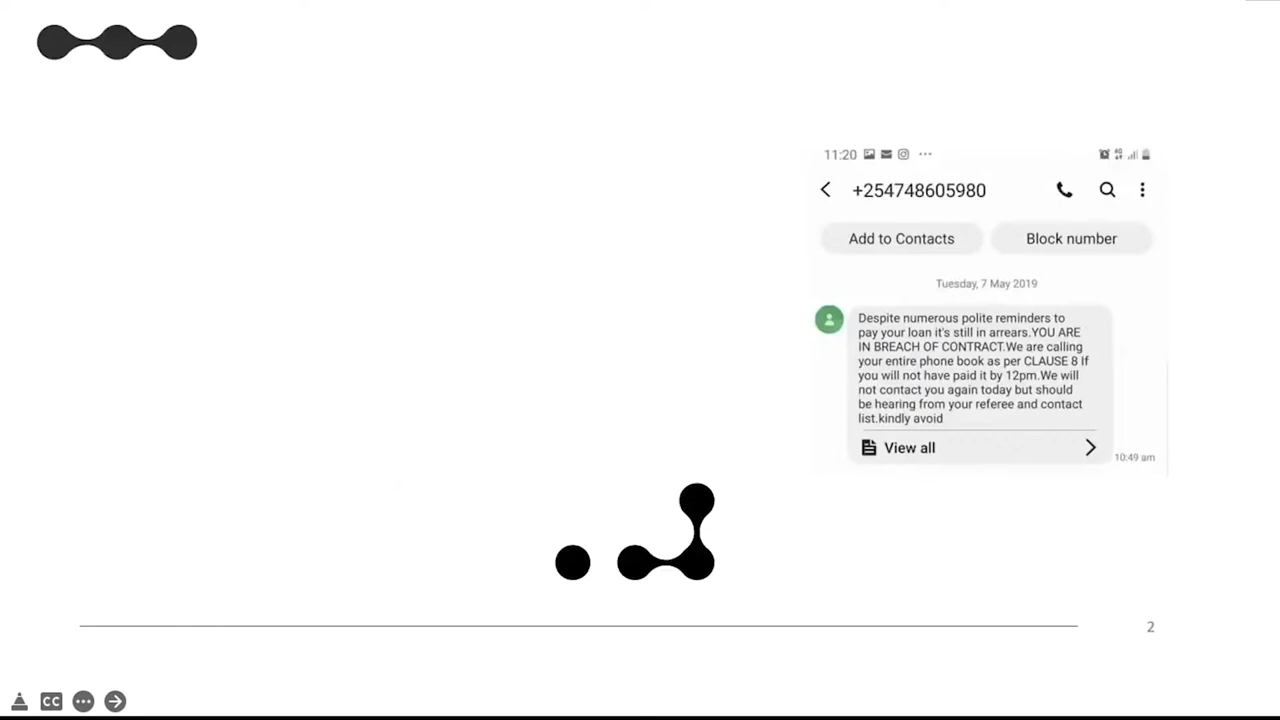 11:20
+254748605980
Add to Contacts
Block number
Tuesday, 7 May 2019
Despite numerous polite reminders to
pay your loan it's still in arrears.YOU ARE
IN BREACH OF CONTRACT.We are calling
your entire phone book as per CLAUSE 8 If
you will not have paid it by 12pm.We will
not contact you again today but should
be hearing from your referee and contact
list.kindly avoid
View all
10:49 am
2
CC